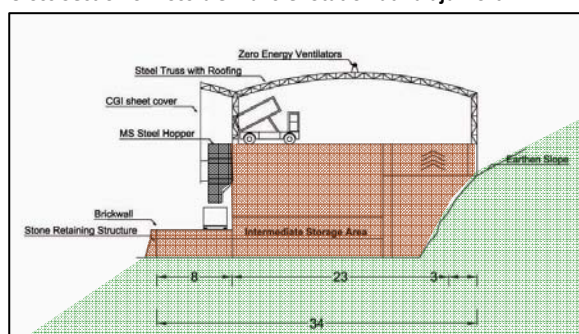 Zero Energy Ventilators
Steel Truss with Roofing
CGI sheet cover
MS Steel Hopper
Earthen Slope
Brickwall
Stone Retaining Structure
Intermediate Storage Area
8
23
3
34